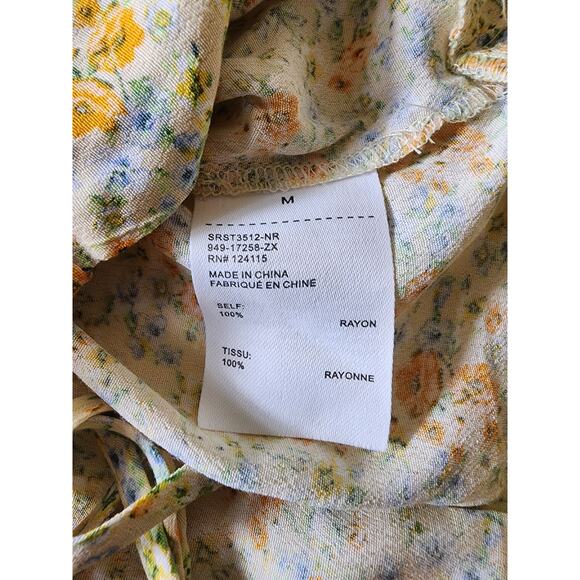 M
SRST3512-NR
949-17258-ZX
RN# 124115
MADE IN CHINA
FABRIQUÉ EN CHINE
SELF:
100% RAYON
TISSU:
100% RAYONNE